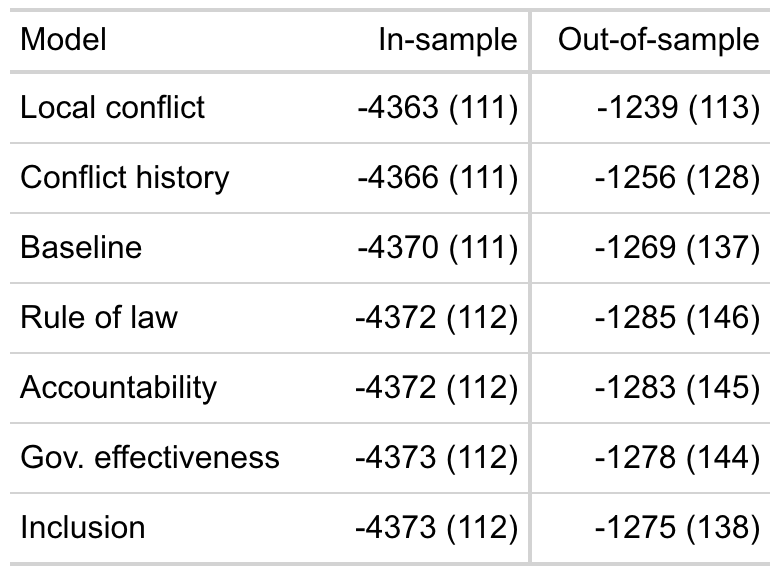 Model In-sample Out-of-sample
Local conflict -4363 (111) -1239 (113)
Conflict history -4366 (111) -1256 (128)
Baseline -4370 (111) -1269 (137)
Rule of law -4372 (112) -1285 (146)
Accountability -4372 (112) -1283 (145)
Gov. effectiveness -4373 (112) -1278 (144)
Inclusion -4373 (112) -1275 (138)